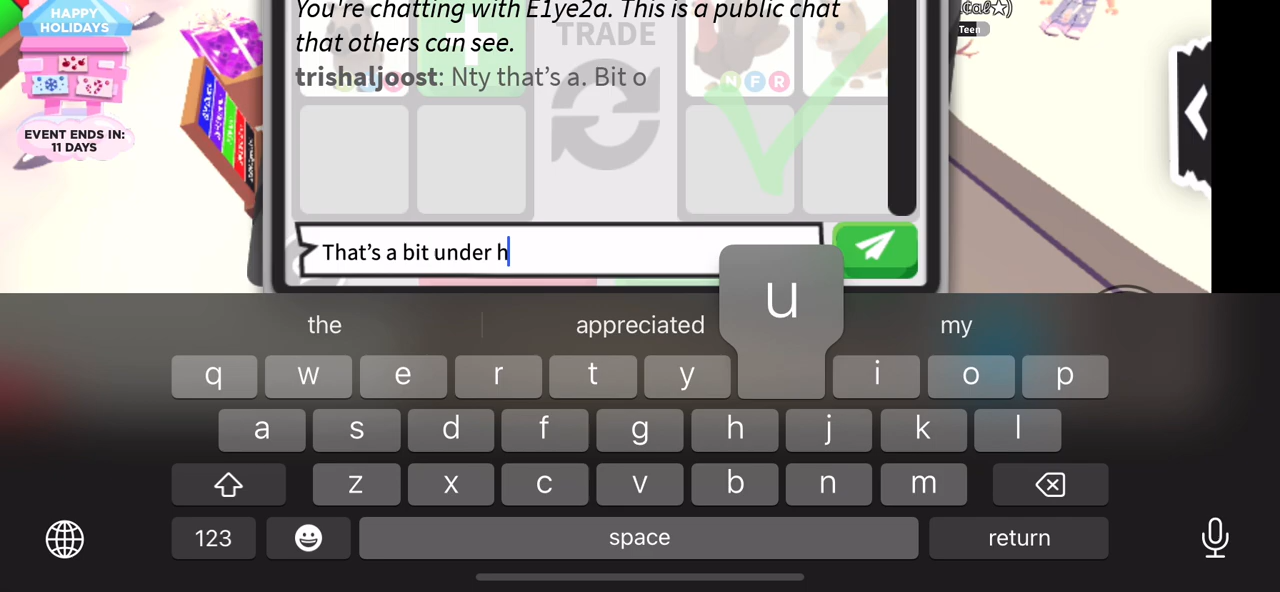 HAPPY
HOLIDAYS
EVENT ENDS IN:
11 DAYS
You're chatting with E1ye2a. This is a public chat
that others can see.
trishaljoost: Nty that's a. Bit o
TRADE
N F R
Teen
That's a bit under h
the appreciated my
u
q w e r t y i o p
a s d f g h j k l
z x c v b n m
123 space return